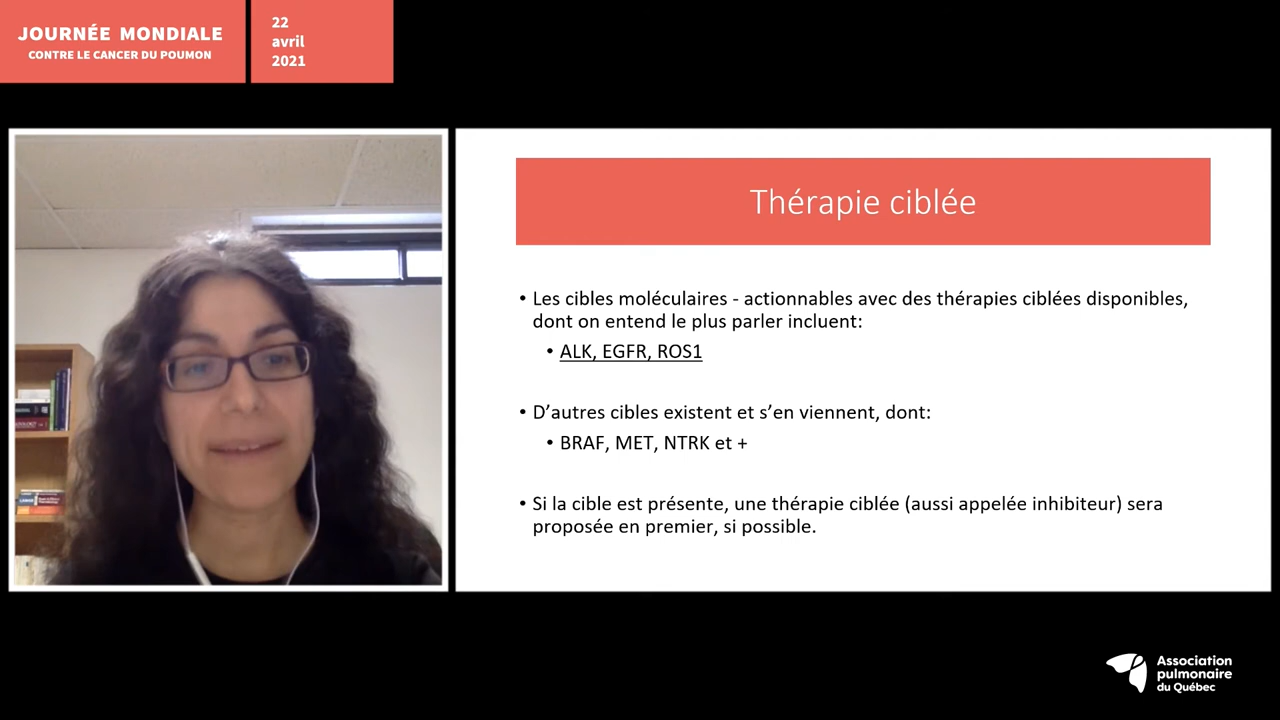 JOURNÉE MONDIALE
CONTRE LE CANCER DU POUMON
22
avril
2021
Thérapie ciblée
• Les cibles moléculaires - actionnables avec des thérapies ciblées disponibles,
dont on entend le plus parler incluent:
• ALK, EGFR, ROS1
• D’autres cibles existent et s’en viennent, dont:
• BRAF, MET, NTRK et +
• Si la cible est présente, une thérapie ciblée (aussi appelée inhibiteur) sera
proposée en premier, si possible.
Association
pulmonaire
du Québec